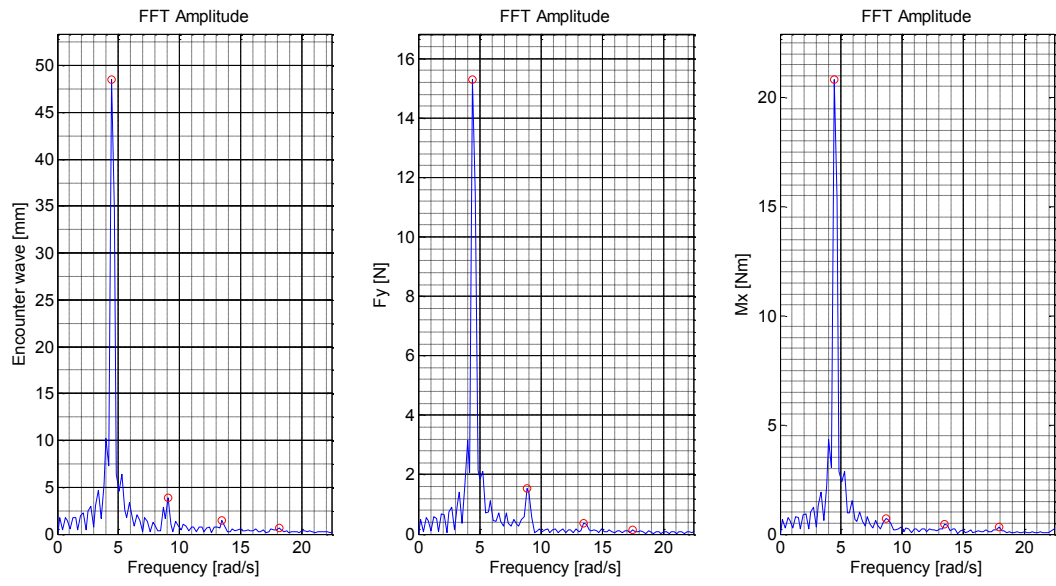 FFT Amplitude
Encounter wave [mm]
50
45
40
35
30
25
20
15
10
5
0
0 5 10 15 20
Frequency [rad/s]
FFT Amplitude
Fy [N]
16
14
12
10
8
6
4
2
0
0 5 10 15 20
Frequency [rad/s]
FFT Amplitude
Mx [Nm]
20
15
10
5
0
0 5 10 15 20
Frequency [rad/s]